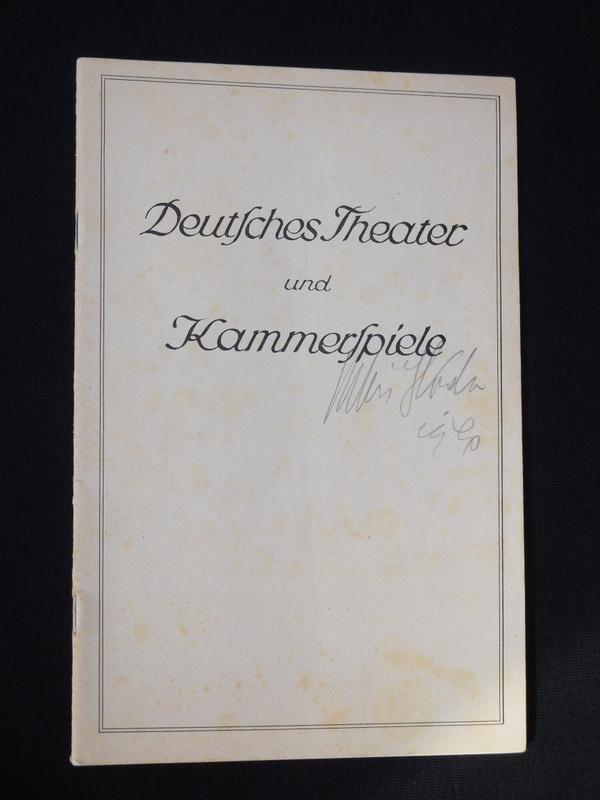 Deutſches Theater
und
Kammerſpiele